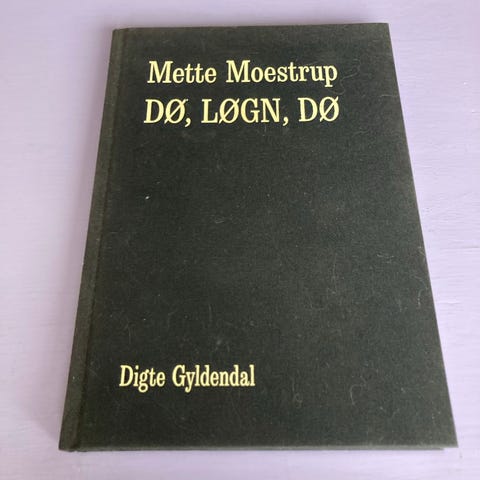 Mette Moestrup
DØ, LØGN, DØ
Digte Gyldendal